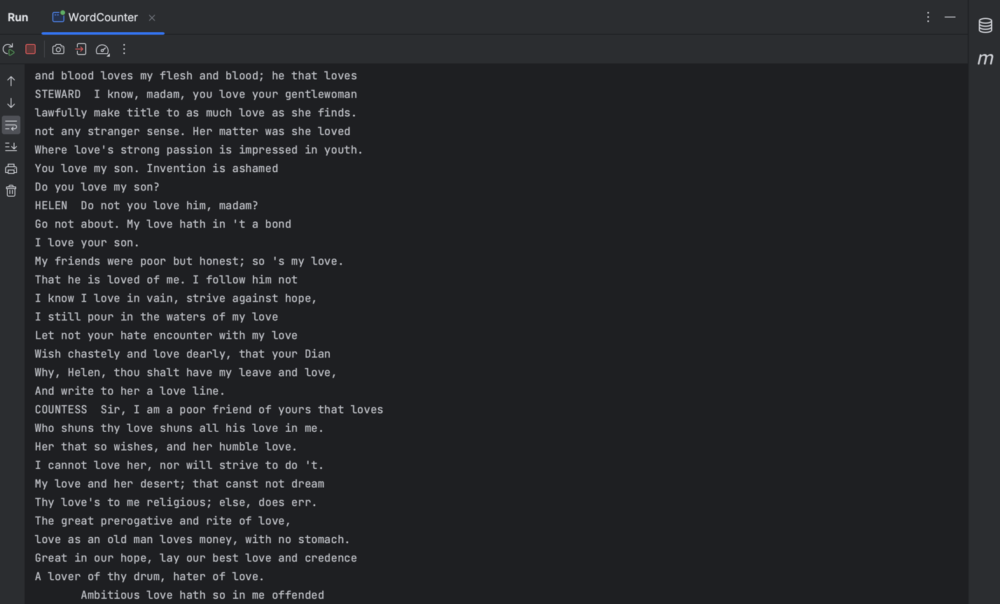 Run WordCounter
and blood loves my flesh and blood; he that loves
STEWARD  I know, madam, you love your gentlewoman
lawfully make title to as much love as she finds.
not any stranger sense. Her matter was she loved
Where love's strong passion is impressed in youth.
You love my son. Invention is ashamed
Do you love my son?
HELEN  Do not you love him, madam?
Go not about. My love hath in 't a bond
I love your son.
My friends were poor but honest; so 's my love.
That he is loved of me. I follow him not
I know I love in vain, strive against hope,
I still pour in the waters of my love
Let not your hate encounter with my love
Wish chastely and love dearly, that your Dian
Why, Helen, thou shalt have my leave and love,
And write to her a love line.
COUNTESS  Sir, I am a poor friend of yours that loves
Who shuns thy love shuns all his love in me.
Her that so wishes, and her humble love.
I cannot love her, nor will strive to do 't.
My love and her desert; that canst not dream
Thy love's to me religious; else, does err.
The great prerogative and rite of love,
love as an old man loves money, with no stomach.
Great in our hope, lay our best love and credence
A lover of thy drum, hater of love.
       Ambitious love hath so in me offended
m